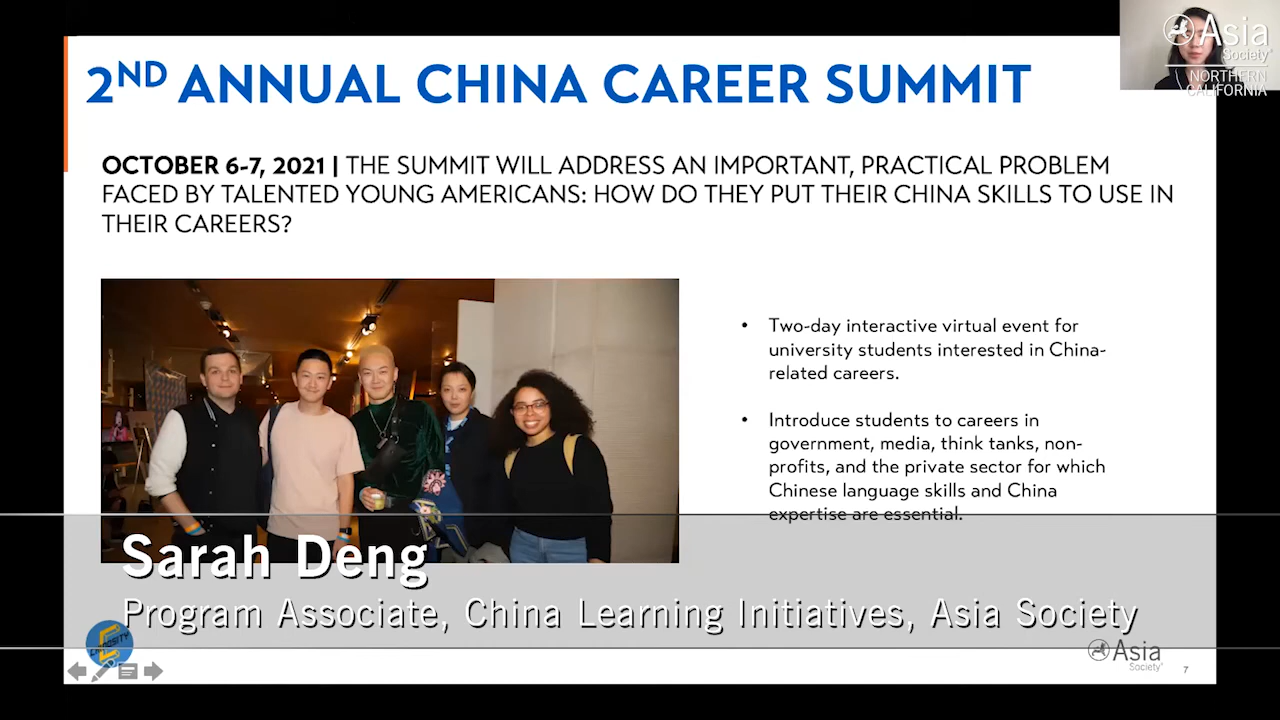 2ND ANNUAL CHINA CAREER SUMMIT
Asia
Society
NORTHERN
CALIFORNIA
OCTOBER 6-7, 2021 | THE SUMMIT WILL ADDRESS AN IMPORTANT, PRACTICAL PROBLEM
FACED BY TALENTED YOUNG AMERICANS: HOW DO THEY PUT THEIR CHINA SKILLS TO USE IN
THEIR CAREERS?
• Two-day interactive virtual event for
university students interested in China-
related careers.
• Introduce students to careers in
government, media, think tanks, non-
profits, and the private sector for which
Chinese language skills and China
expertise are essential.
Sarah Deng
Program Associate, China Learning Initiatives, Asia Society
Asia
Society
7